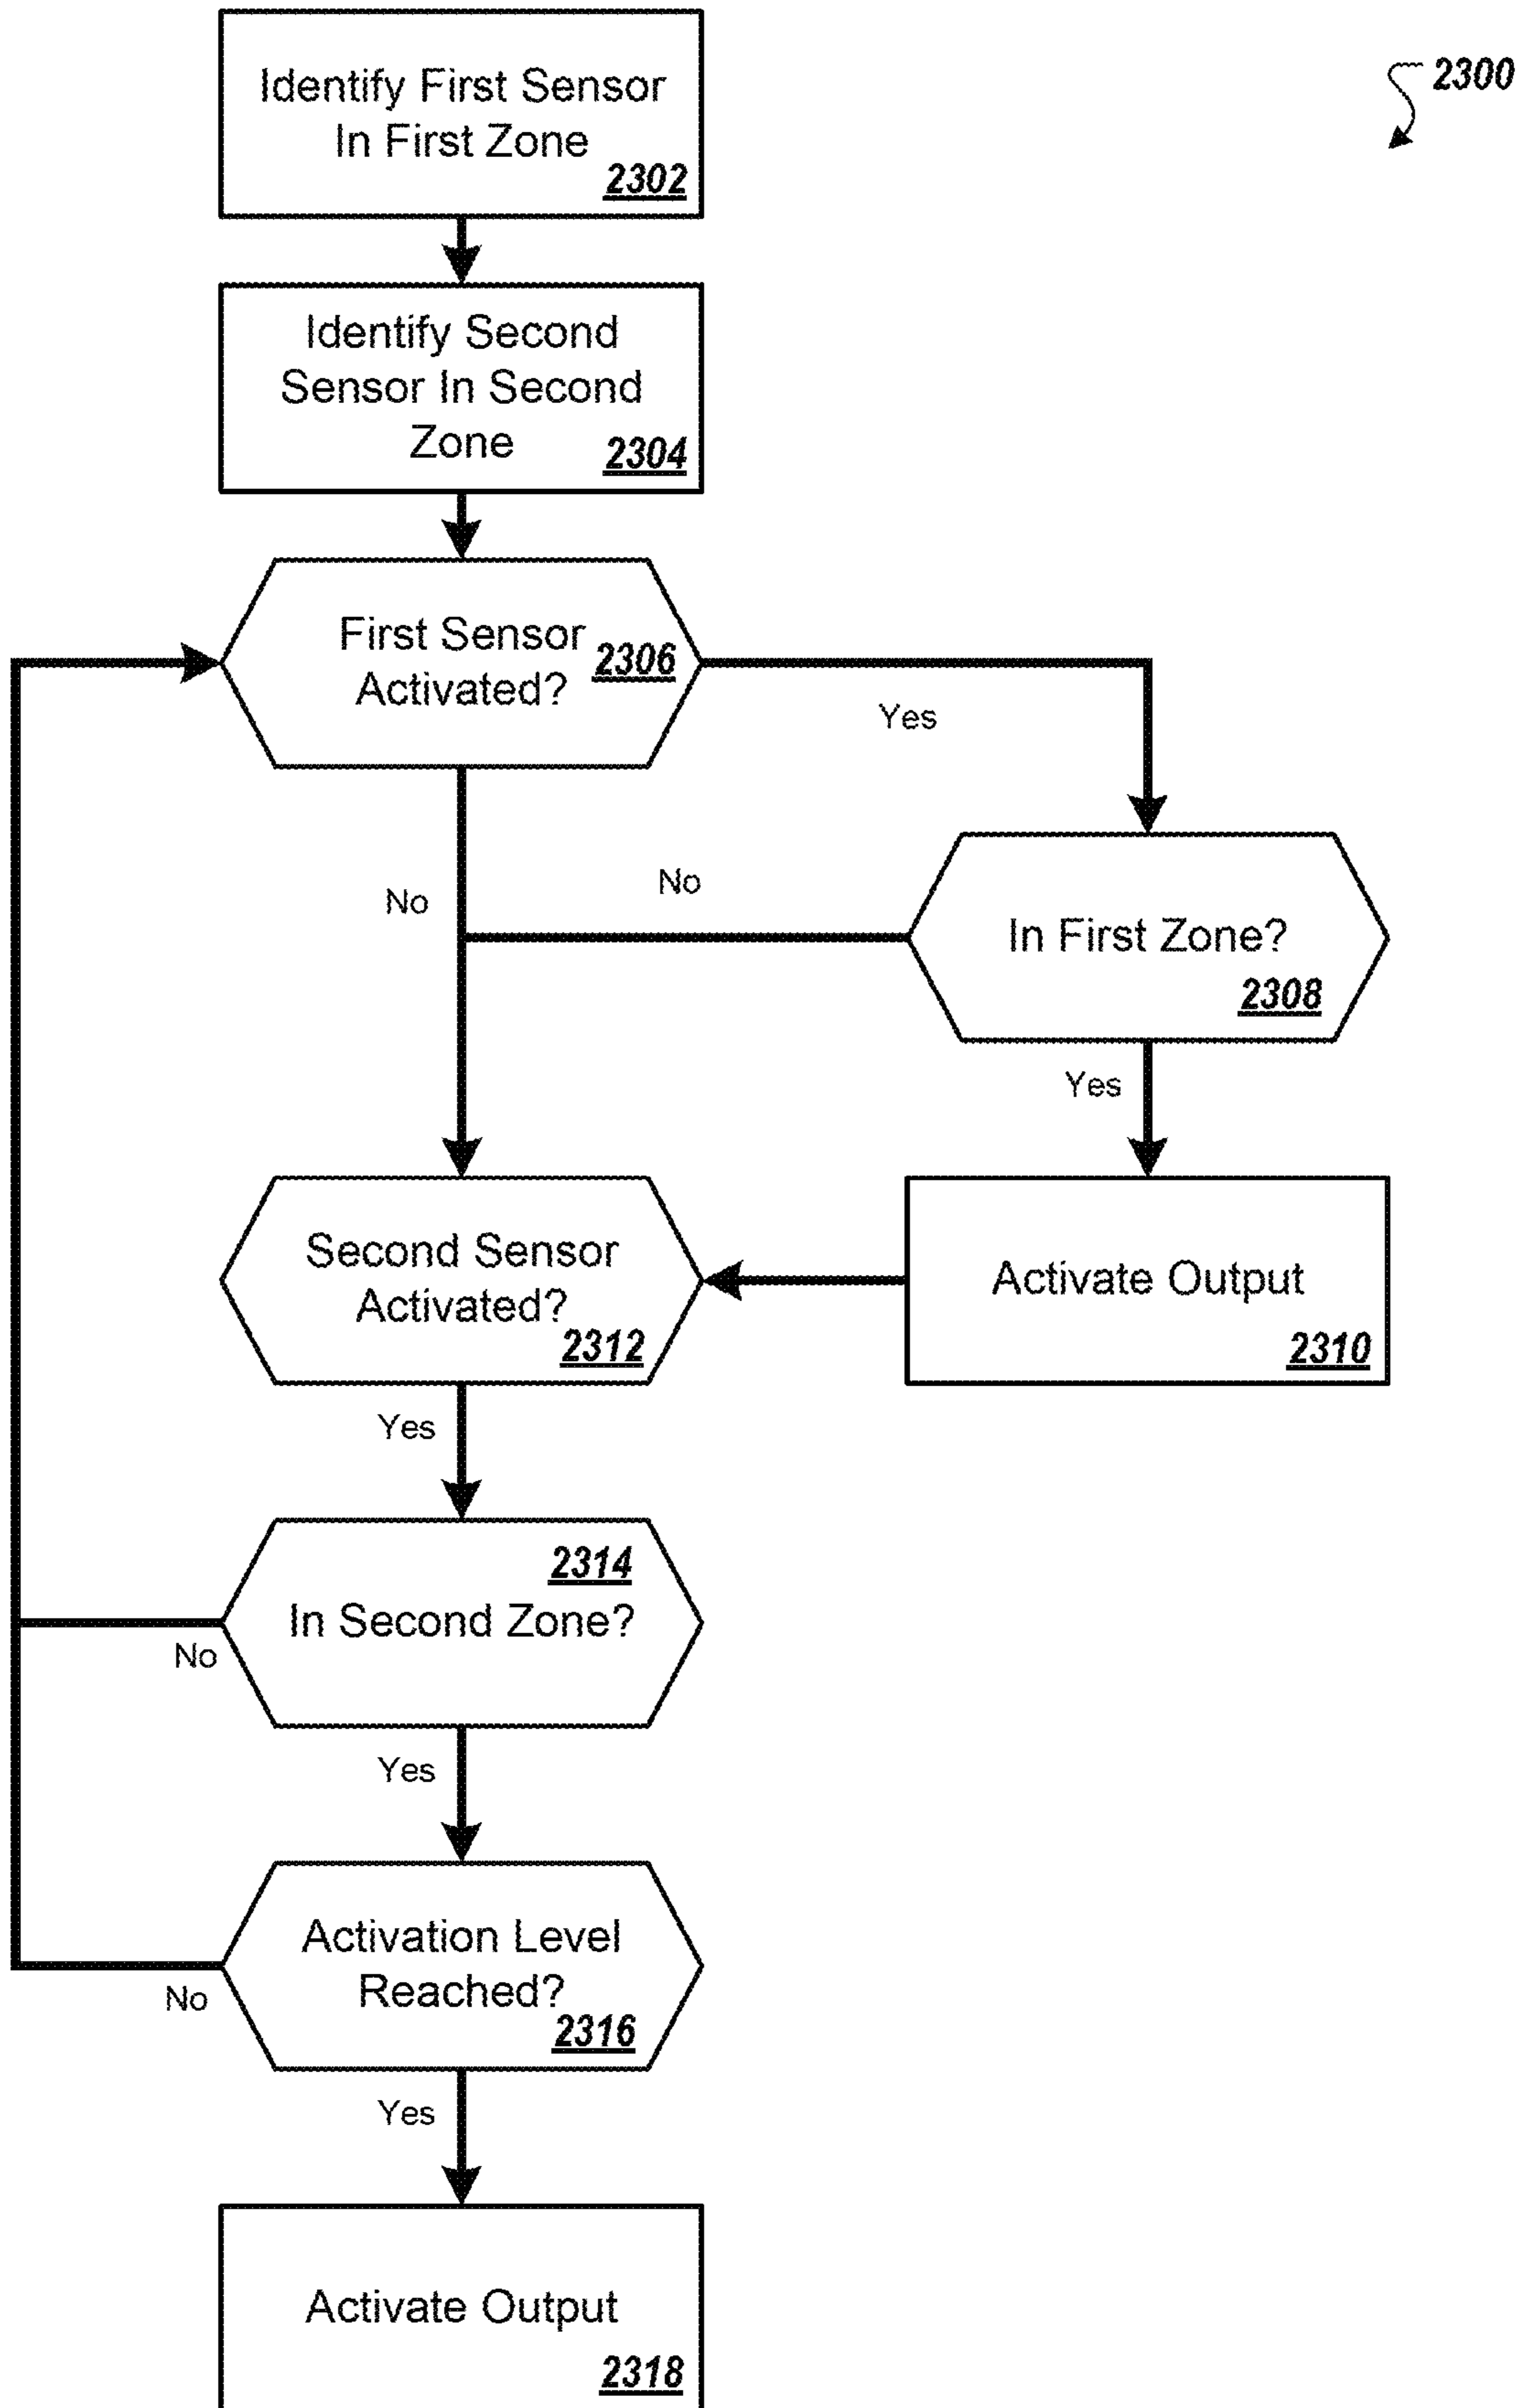 2300
Identify First Sensor
In First Zone
2302
Identify Second
Sensor In Second
Zone
2304
First Sensor
Activated?
2306
Yes
No
No
In First Zone?
2308
Yes
Second Sensor
Activated?
2312
Activate Output
2310
Yes
2314
In Second Zone?
No
Yes
Activation Level
Reached?
2316
No
Yes
Activate Output
2318